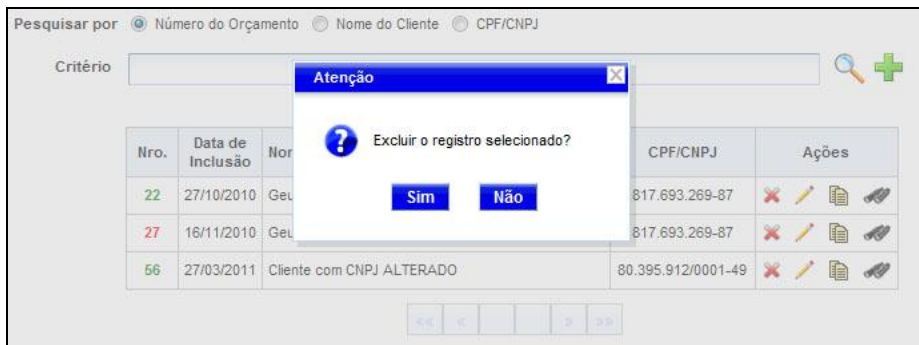 Pesquisar por Número do Orçamento Nome do Cliente CPF/CNPJ
Critério
Atenção
Excluir o registro selecionado?
Sim Não
Nro. Data de Inclusão CPF/CNPJ Ações
22 27/10/2010 817.693.269-87
27 16/11/2010 817.693.269-87
56 27/03/2011 Cliente com CNPJ ALTERADO 80.395.912/0001-49
<< < > >>